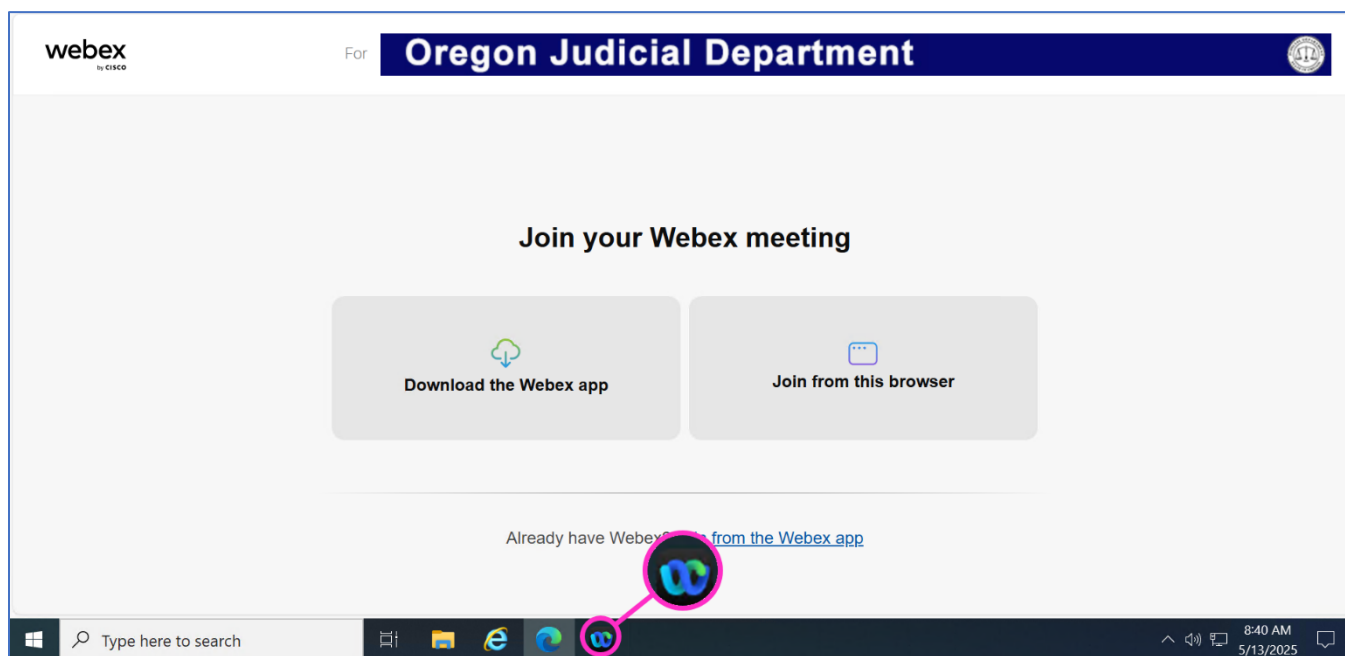 webex
by CISCO
For
Oregon Judicial Department
Join your Webex meeting
Download the Webex app
Join from this browser
Already have Webex? from the Webex app
Type here to search
8:40 AM
5/13/2025